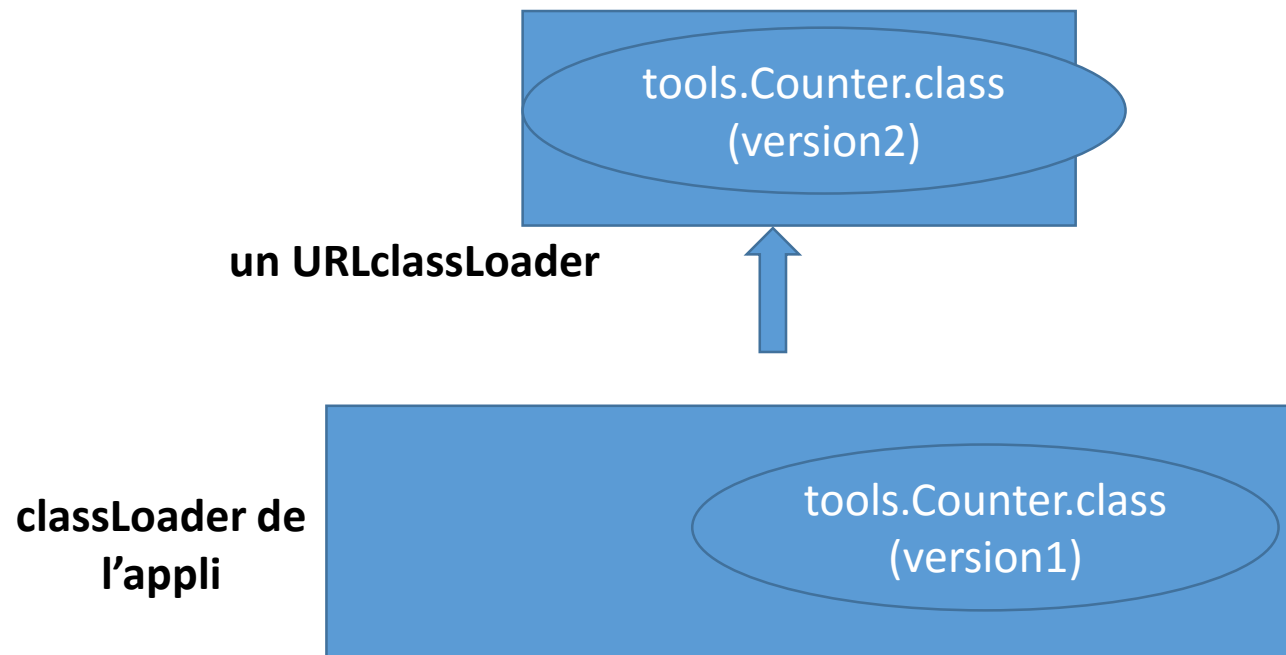 tools.Counter.class
(version2)
un URLclassLoader
classLoader de
l’appli
tools.Counter.class
(version1)